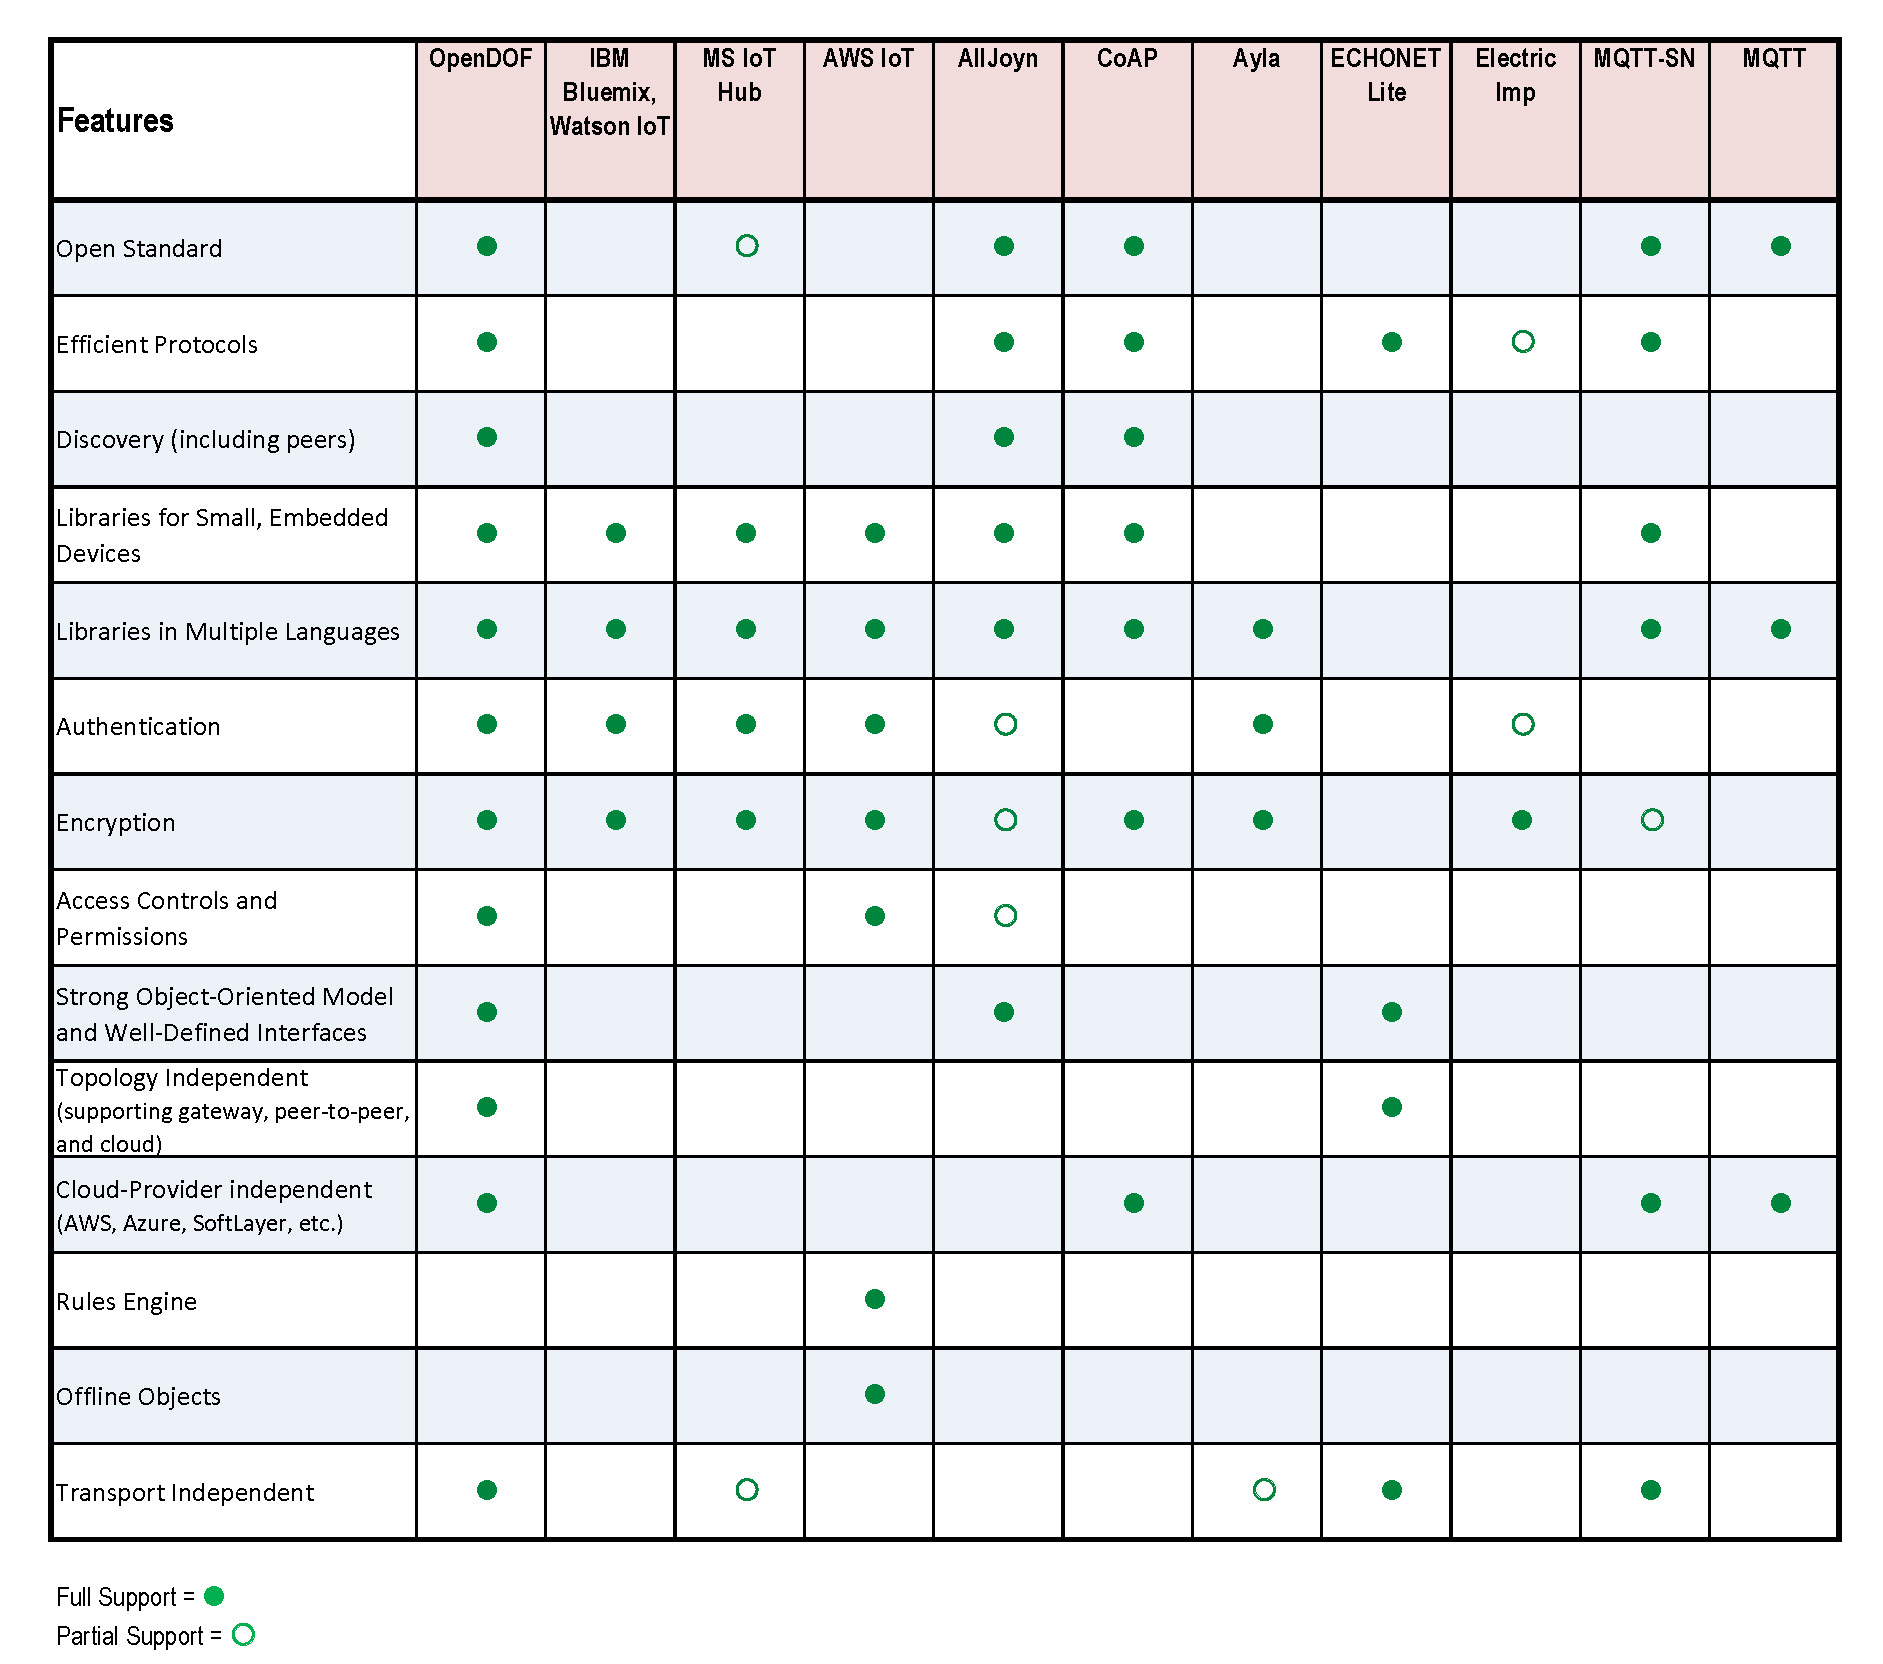 Features
OpenDOF
IBM
Bluemix,
Watson IoT
MS IoT
Hub
AWS IoT
AllJoyn
CoAP
Ayla
ECHONET
Lite
Electric
Imp
MQTT-SN
MQTT
Open Standard
Efficient Protocols
Discovery (including peers)
Libraries for Small, Embedded
Devices
Libraries in Multiple Languages
Authentication
Encryption
Access Controls and
Permissions
Strong Object-Oriented Model
and Well-Defined Interfaces
Topology Independent
(supporting gateway, peer-to-peer,
and cloud)
Cloud-Provider independent
(AWS, Azure, SoftLayer, etc.)
Rules Engine
Offline Objects
Transport Independent
Full Support =
Partial Support =